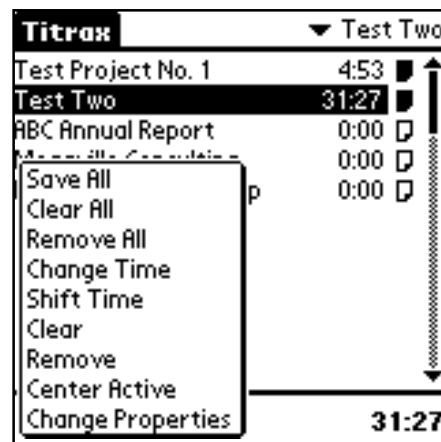 Titrax ▼ Test Two
Test Project No. 1 4:53
Test Two 31:27
ABC Annual Report 0:00
0:00
p 0:00
Save All
Clear All
Remove All
Change Time
Shift Time
Clear
Remove
Center Active
Change Properties
31:27